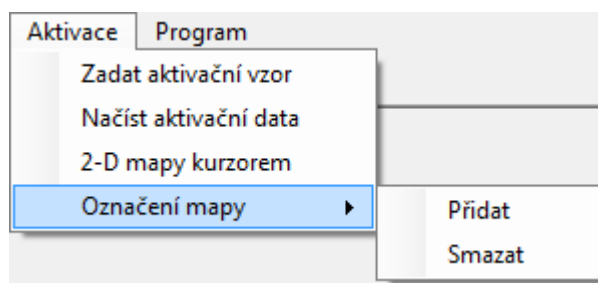 Aktivace Program
Zadat aktivační vzor
Načíst aktivační data
2-D mapy kurzorem
Označení mapy
Přidat
Smazat